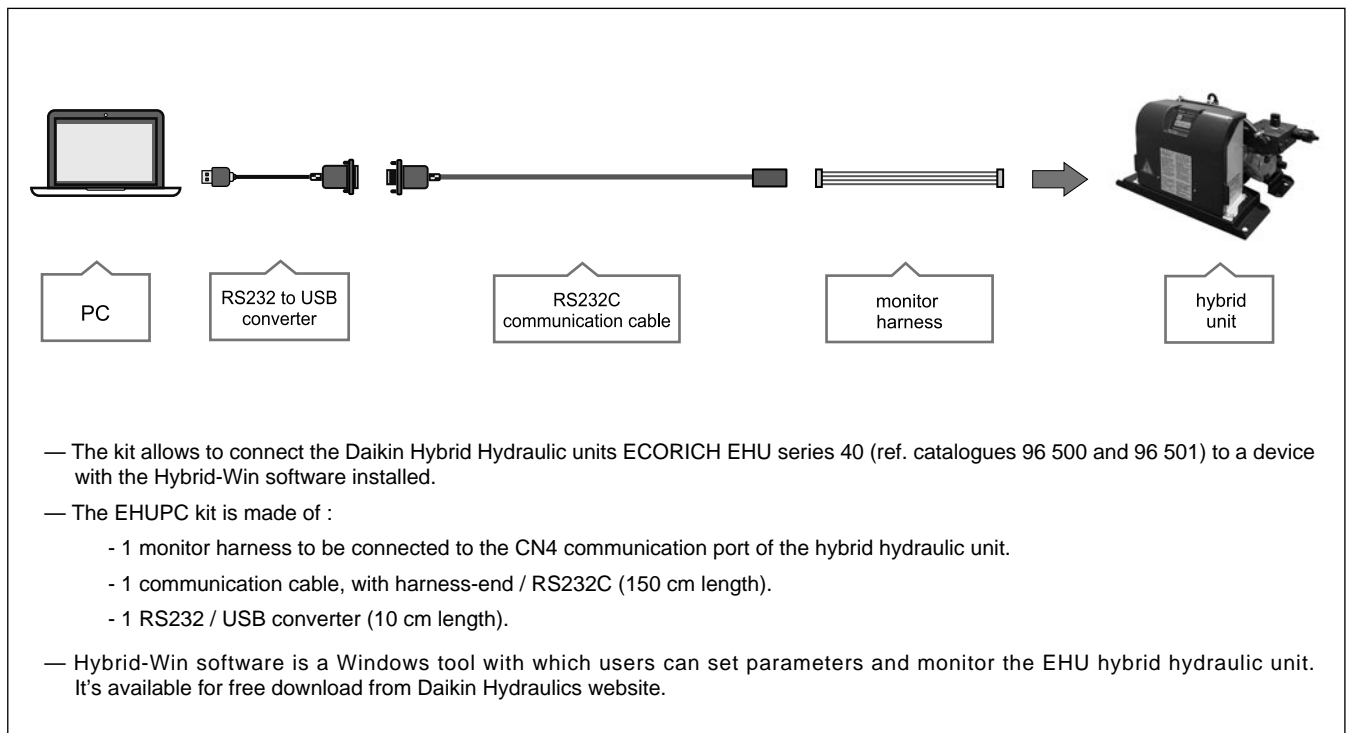 PC
RS232 to USB
converter
RS232C
communication cable
monitor
harness
hybrid
unit
— The kit allows to connect the Daikin Hybrid Hydraulic units ECORICH EHU series 40 (ref. catalogues 96 500 and 96 501) to a device
with the Hybrid-Win software installed.
— The EHUPC kit is made of :
- 1 monitor harness to be connected to the CN4 communication port of the hybrid hydraulic unit.
- 1 communication cable, with harness-end / RS232C (150 cm length).
- 1 RS232 / USB converter (10 cm length).
— Hybrid-Win software is a Windows tool with which users can set parameters and monitor the EHU hybrid hydraulic unit.
It's available for free download from Daikin Hydraulics website.